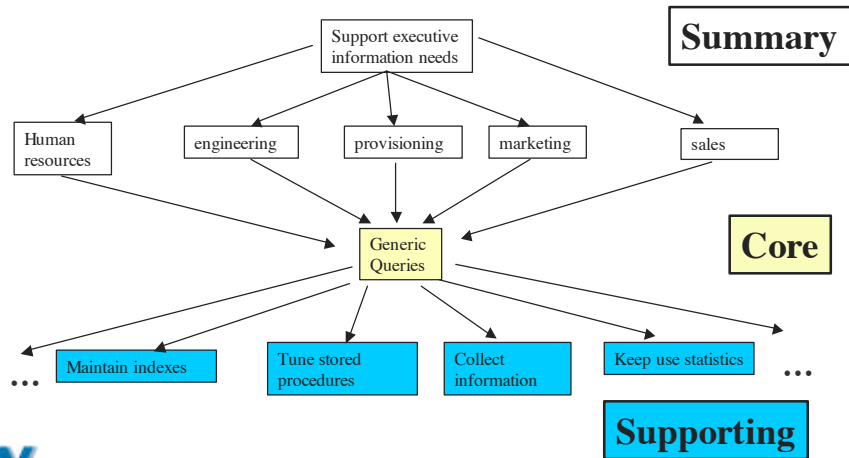 Support executive
information needs
Summary
Human
resources
engineering
provisioning
marketing
sales
Generic
Queries
Core
...
Maintain indexes
Tune stored
procedures
Collect
information
Keep use statistics
...
Supporting